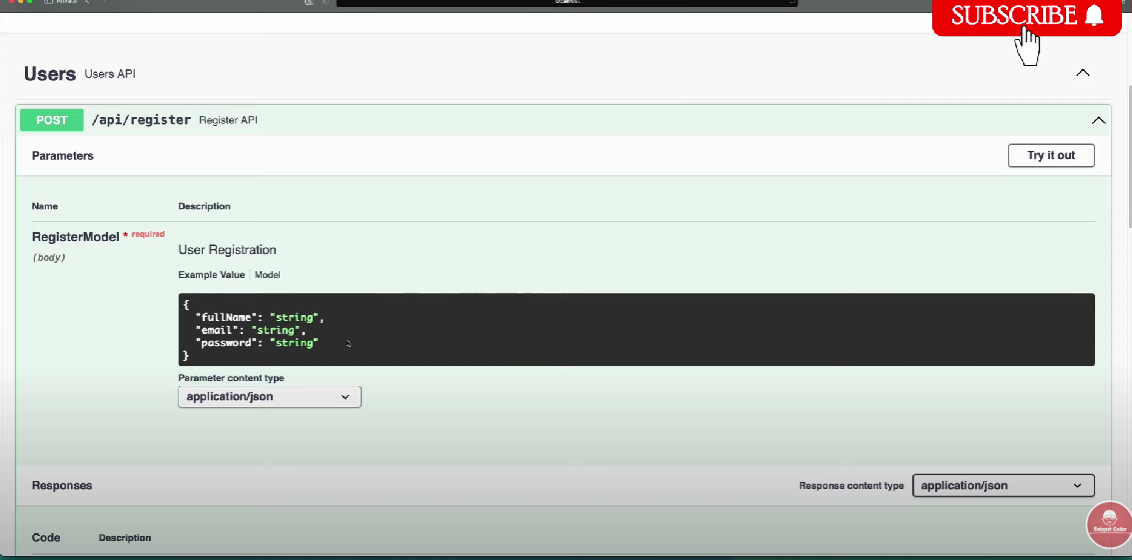 SUBSCRIBE
Users Users API
POST /api/register Register API
Parameters
Try it out
Name Description
RegisterModel * required
(body)
User Registration
Example Value Model
{
"fullName": "string",
"email": "string",
"password": "string"
}
Parameter content type
application/json
Responses
Response content type application/json
Code Description
Snippet Coder